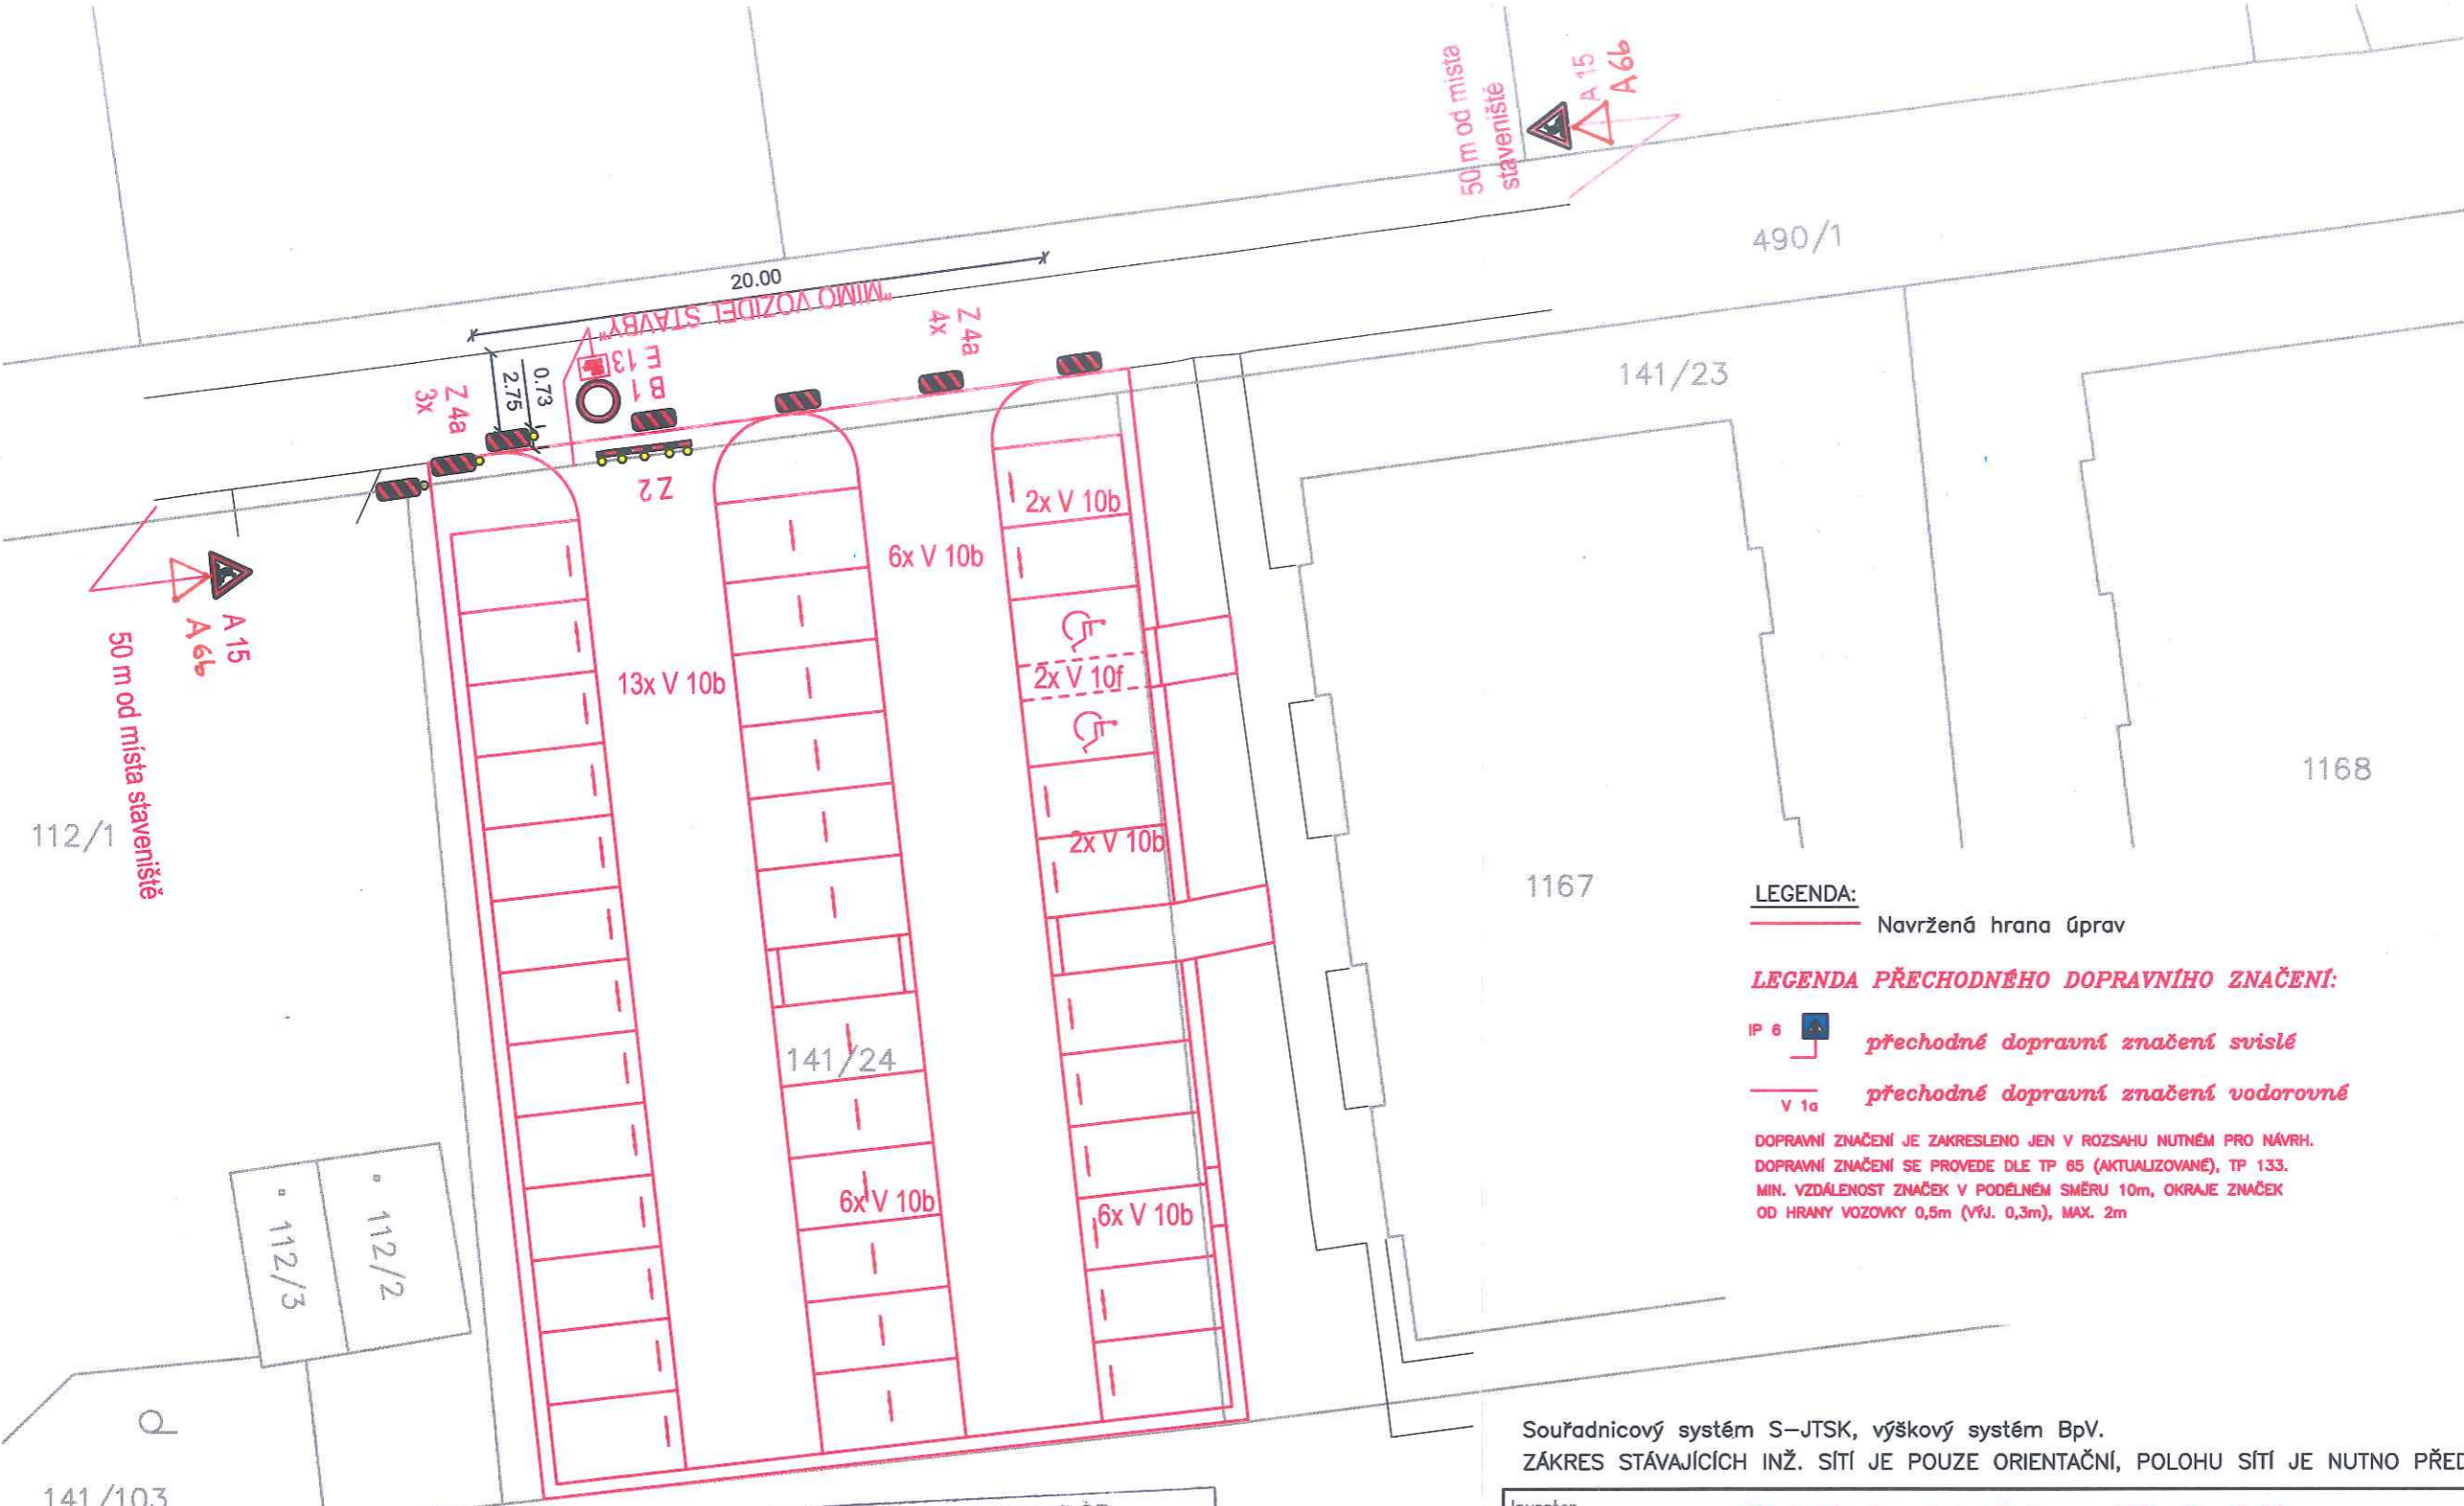 50 m od místa
staveniště
A 15
A6b
490/1
20.00
"MIMO VOZIDEL STAVBY"
E 13
B 1
Z 4a
4x
Z 4a
3x
0.73
2.75
Z 2
141/23
2x V 10b
6x V 10b
13x V 10b
2x V 10f
2x V 10b
A 15
A6b
50 m od místa staveniště
112/1
1168
1167
141/24
6x V 10b
6x V 10b
112/3
112/2
141/103
LEGENDA:
Navržená hrana úprav
LEGENDA PŘECHODNÉHO DOPRAVNÍHO ZNAČENÍ:
IP 6
přechodné dopravní značení svislé
V 1a
přechodné dopravní značení vodorovné
DOPRAVNÍ ZNAČENÍ JE ZAKRESLENO JEN V ROZSAHU NUTNÉM PRO NÁVRH.
DOPRAVNÍ ZNAČENÍ SE PROVEDE DLE TP 65 (AKTUALIZOVANÉ), TP 133.
MIN. VZDÁLENOST ZNAČEK V PODÉLNÉM SMĚRU 10m, OKRAJE ZNAČEK
OD HRANY VOZOVKY 0,5m (VÝJ. 0,3m), MAX. 2m
Souřadnicový systém S-JTSK, výškový systém BpV.
ZÁKRES STÁVAJÍCÍCH INŽ. SÍTÍ JE POUZE ORIENTAČNÍ, POLOHU SÍTÍ JE NUTNO PŘED